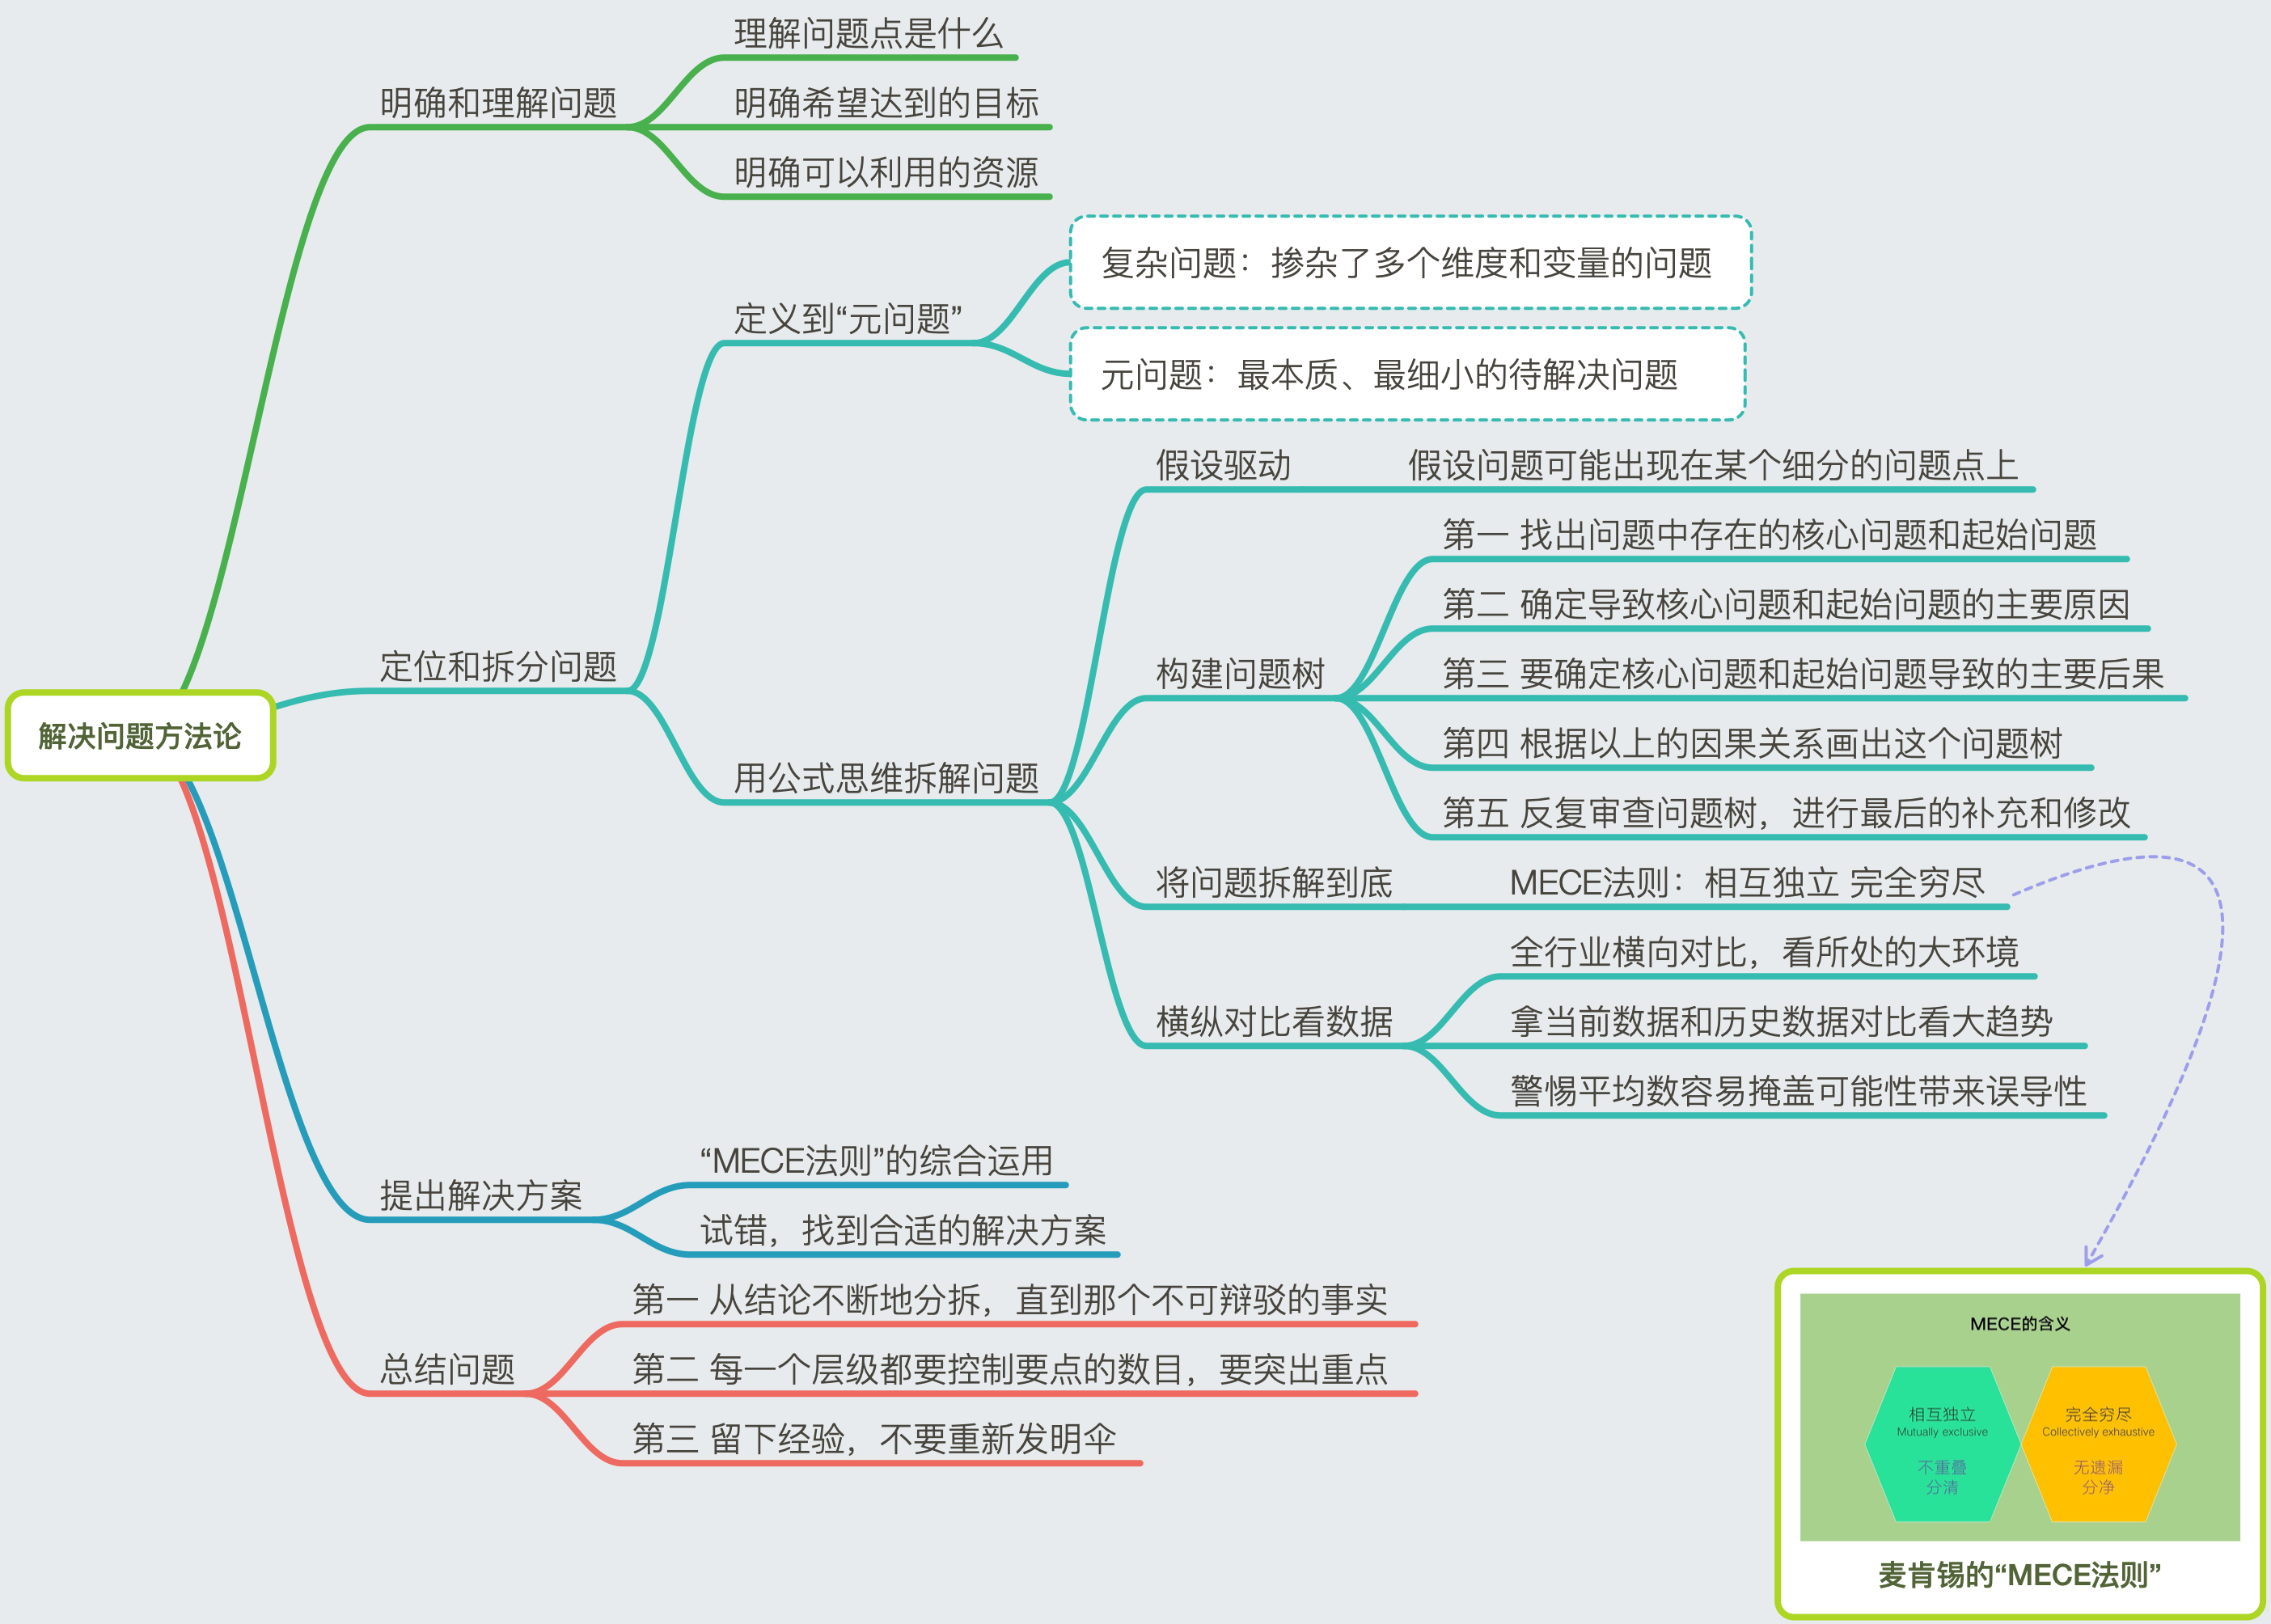 解决问题方法论
明确和理解问题
理解问题点是什么
明确希望达到的目标
明确可以利用的资源
定位和拆分问题
定义到“元问题”
复杂问题：掺杂了多个维度和变量的问题
元问题：最本质、最细小的待解决问题
用公式思维拆解问题
假设驱动
假设问题可能出现在某个细分的问题点上
构建问题树
第一 找出问题中存在的核心问题和起始问题
第二 确定导致核心问题和起始问题的主要原因
第三 要确定核心问题和起始问题导致的主要后果
第四 根据以上的因果关系画出这个问题树
第五 反复审查问题树，进行最后的补充和修改
将问题拆解到底
MECE法则：相互独立 完全穷尽
横纵对比看数据
全行业横向对比，看所处的大环境
拿当前数据和历史数据对比看大趋势
警惕平均数容易掩盖可能性带来误导性
提出解决方案
“MECE法则”的综合运用
试错，找到合适的解决方案
总结问题
第一 从结论不断地分拆，直到那个不可辩驳的事实
第二 每一个层级都要控制要点的数目，要突出重点
第三 留下经验，不要重新发明伞
MECE的含义
相互独立
Mutually exclusive
不重叠
分清
完全穷尽
Collectively exhaustive
无遗漏
分净
麦肯锡的“MECE法则”